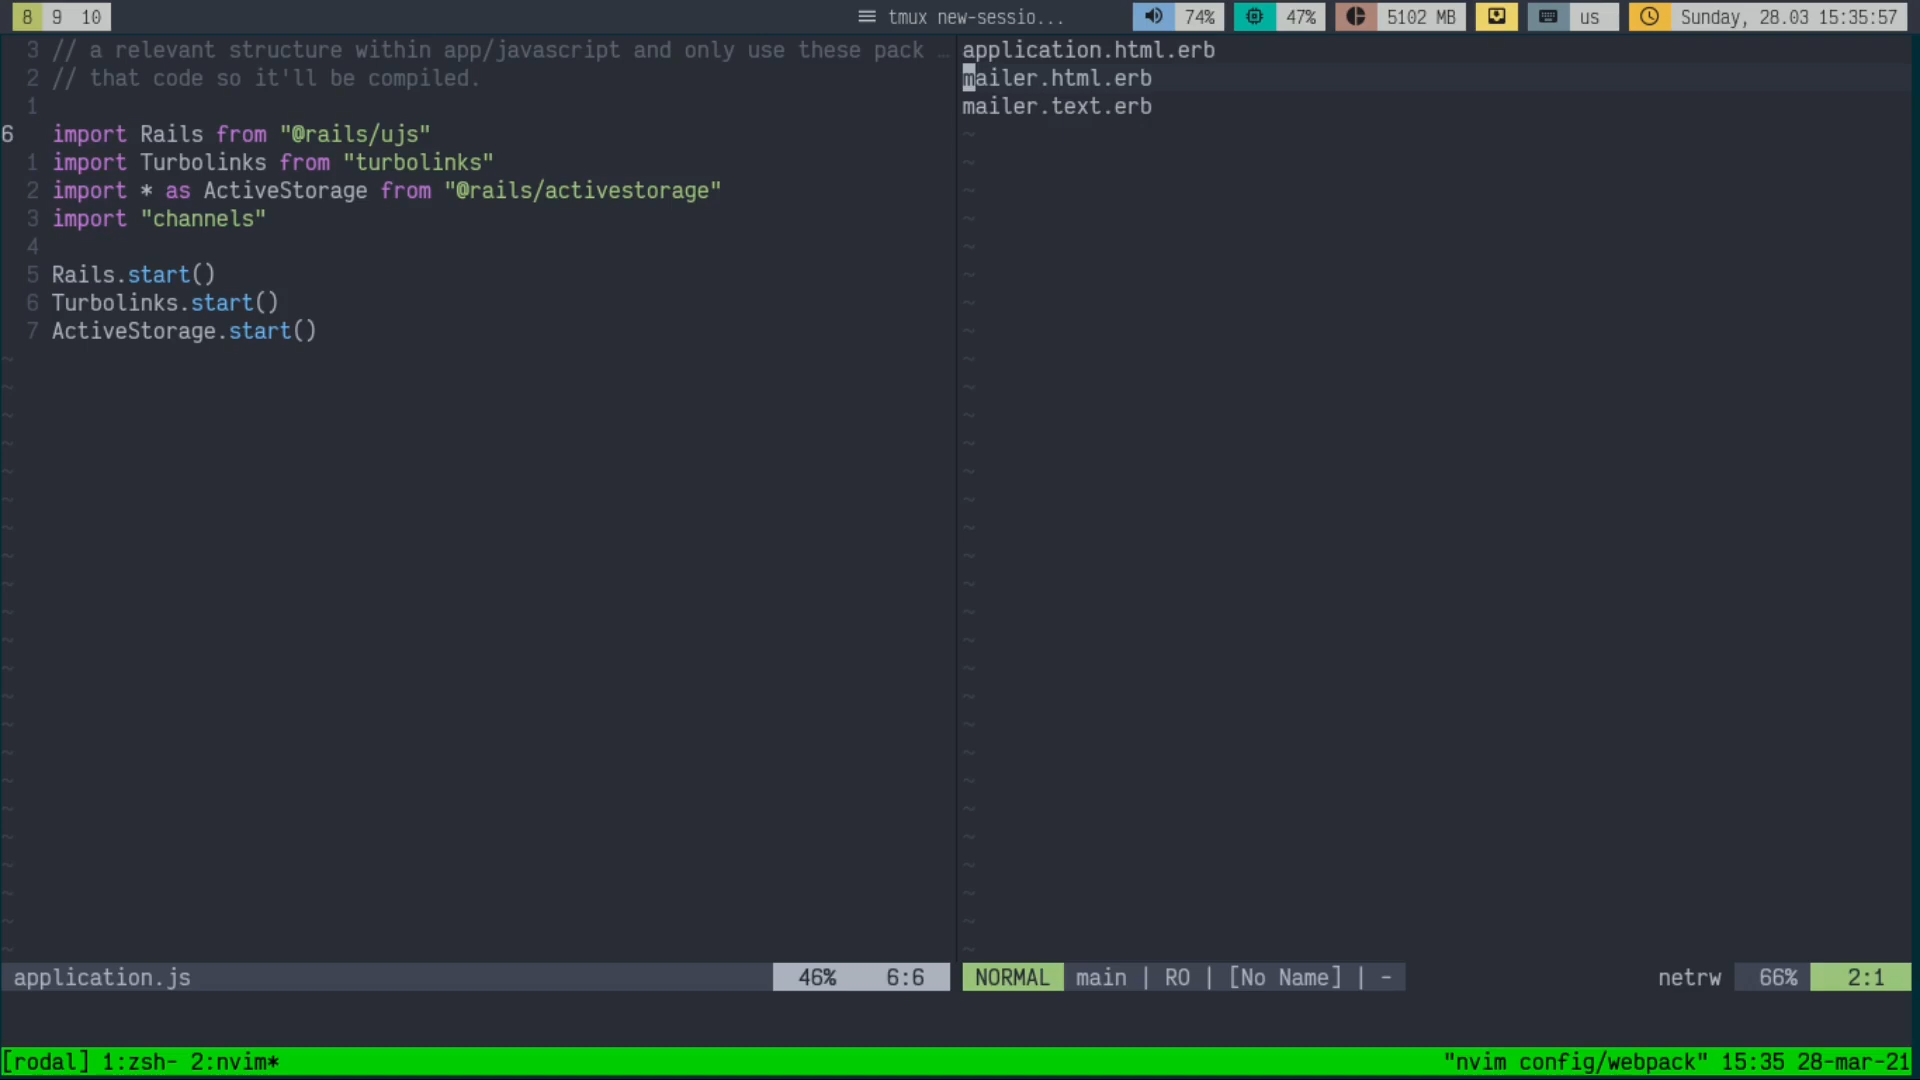 8 9 10 tmux new-sessio... 74% 47% 5102 MB us Sunday, 28.03 15:35:57
3 // a relevant structure within app/javascript and only use these pack …
2 // that code so it'll be compiled.
1
6 import Rails from "@rails/ujs"
1 import Turbolinks from "turbolinks"
2 import * as ActiveStorage from "@rails/activestorage"
3 import "channels"
4
5 Rails.start()
6 Turbolinks.start()
7 ActiveStorage.start()
application.js 46% 6:6
application.html.erb
mailer.html.erb
mailer.text.erb
NORMAL main | RO | [No Name] | - netrw 66% 2:1
[rodal] 1:zsh- 2:nvim* "nvim config/webpack" 15:35 28-mar-21